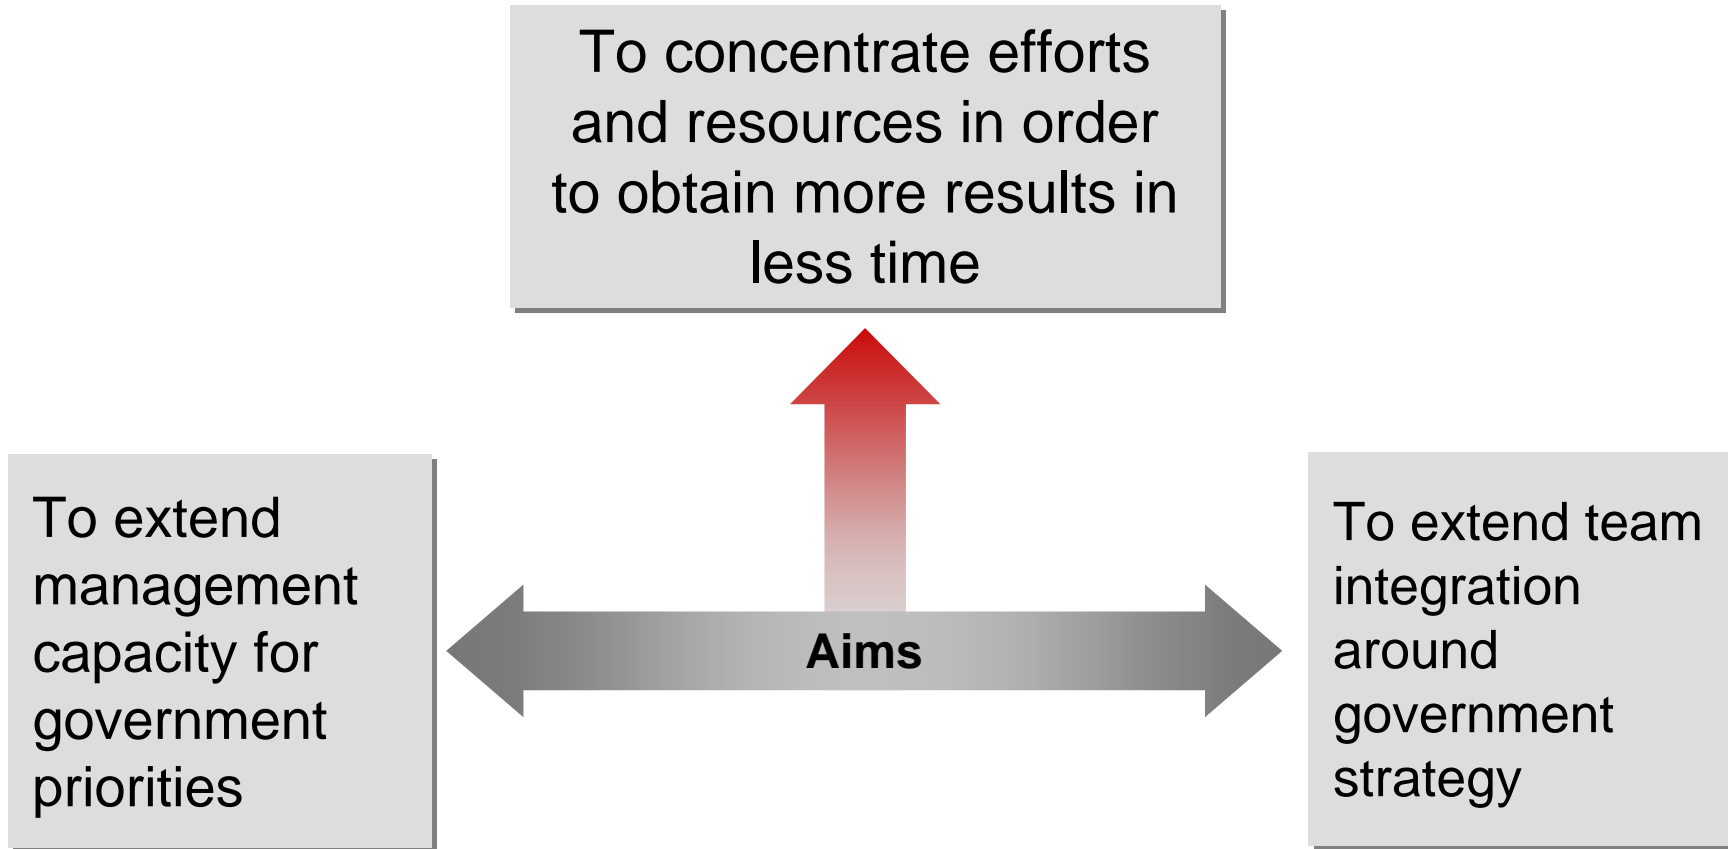 To concentrate efforts
and resources in order
to obtain more results in
less time
To extend
management
capacity for
government
priorities
Aims
To extend team
integration
around
government
strategy